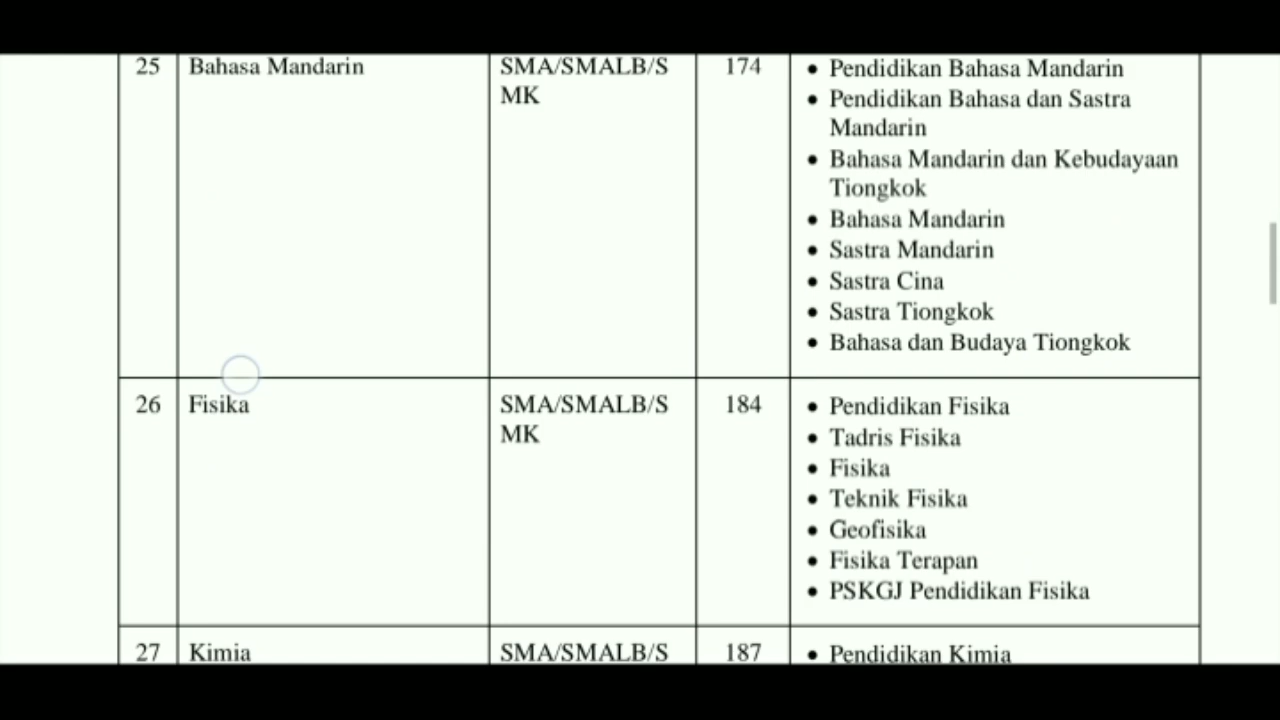 25 Bahasa Mandarin SMA/SMALB/S 174 • Pendidikan Bahasa Mandarin
MK • Pendidikan Bahasa dan Sastra
Mandarin
• Bahasa Mandarin dan Kebudayaan
Tiongkok
• Bahasa Mandarin
• Sastra Mandarin
• Sastra Cina
• Sastra Tiongkok
• Bahasa dan Budaya Tiongkok
26 Fisika SMA/SMALB/S 184 • Pendidikan Fisika
MK • Tadris Fisika
• Fisika
• Teknik Fisika
• Geofisika
• Fisika Terapan
• PSKGJ Pendidikan Fisika
27 Kimia SMA/SMALB/S 187 • Pendidikan Kimia